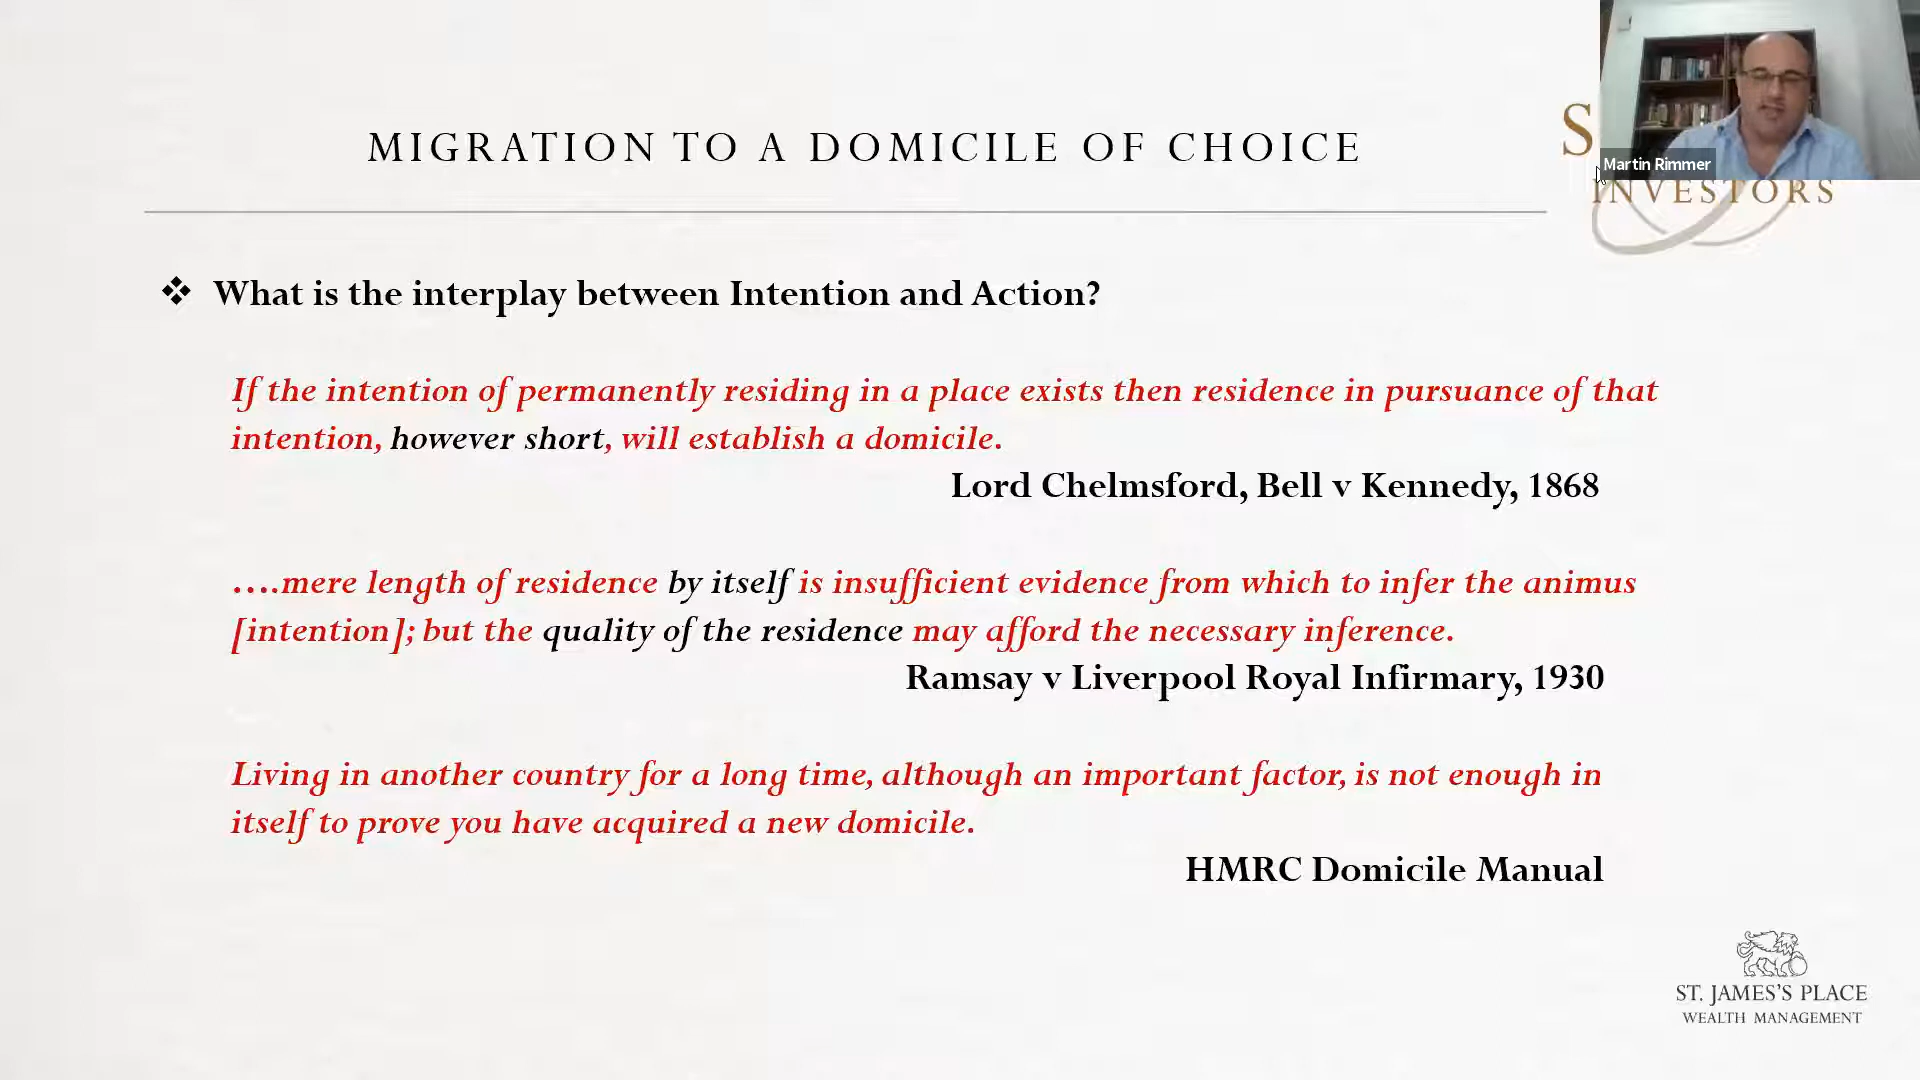 MIGRATION TO A DOMICILE OF CHOICE
S
Martin Rimmer
INVESTORS
❖ What is the interplay between Intention and Action?
If the intention of permanently residing in a place exists then residence in pursuance of that
intention, however short, will establish a domicile.
Lord Chelmsford, Bell v Kennedy, 1868
….mere length of residence by itself is insufficient evidence from which to infer the animus
[intention]; but the quality of the residence may afford the necessary inference.
Ramsay v Liverpool Royal Infirmary, 1930
Living in another country for a long time, although an important factor, is not enough in
itself to prove you have acquired a new domicile.
HMRC Domicile Manual
ST. JAMES'S PLACE
WEALTH MANAGEMENT